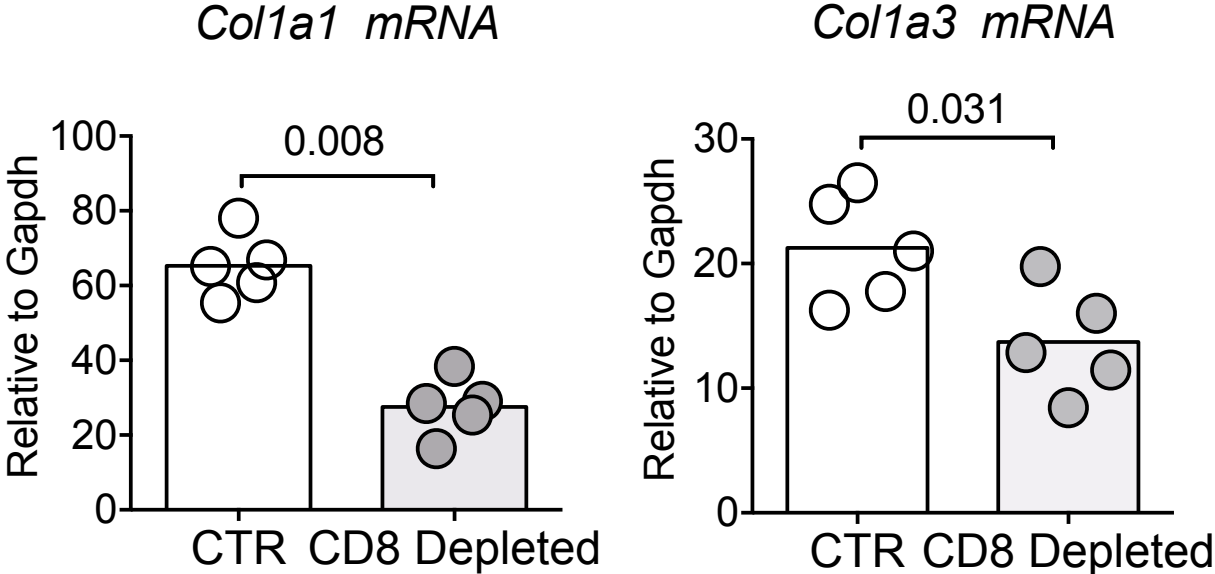 Col1a1 mRNA
0.008
Relative to Gapdh
100
80
60
40
20
0
CTR CD8 Depleted
Col1a3 mRNA
0.031
Relative to Gapdh
30
20
10
0
CTR CD8 Depleted